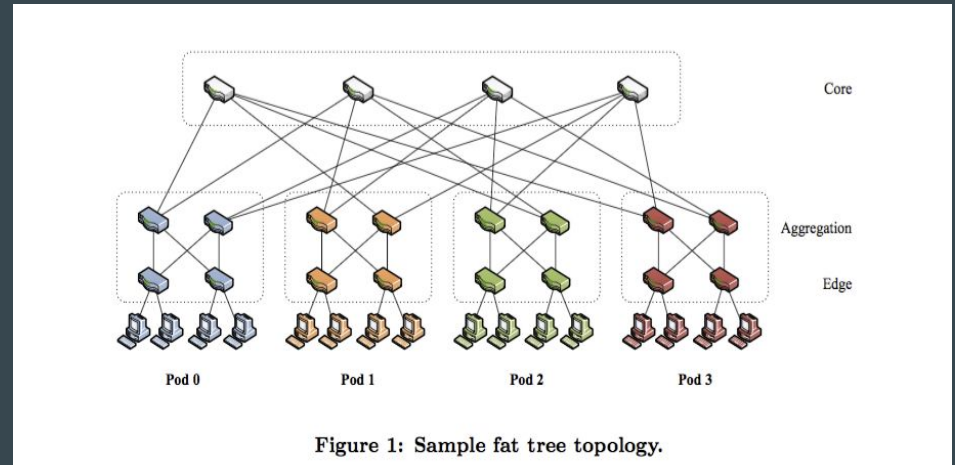 Core
Aggregation
Edge
Pod 0 Pod 1 Pod 2 Pod 3
Figure 1: Sample fat tree topology.